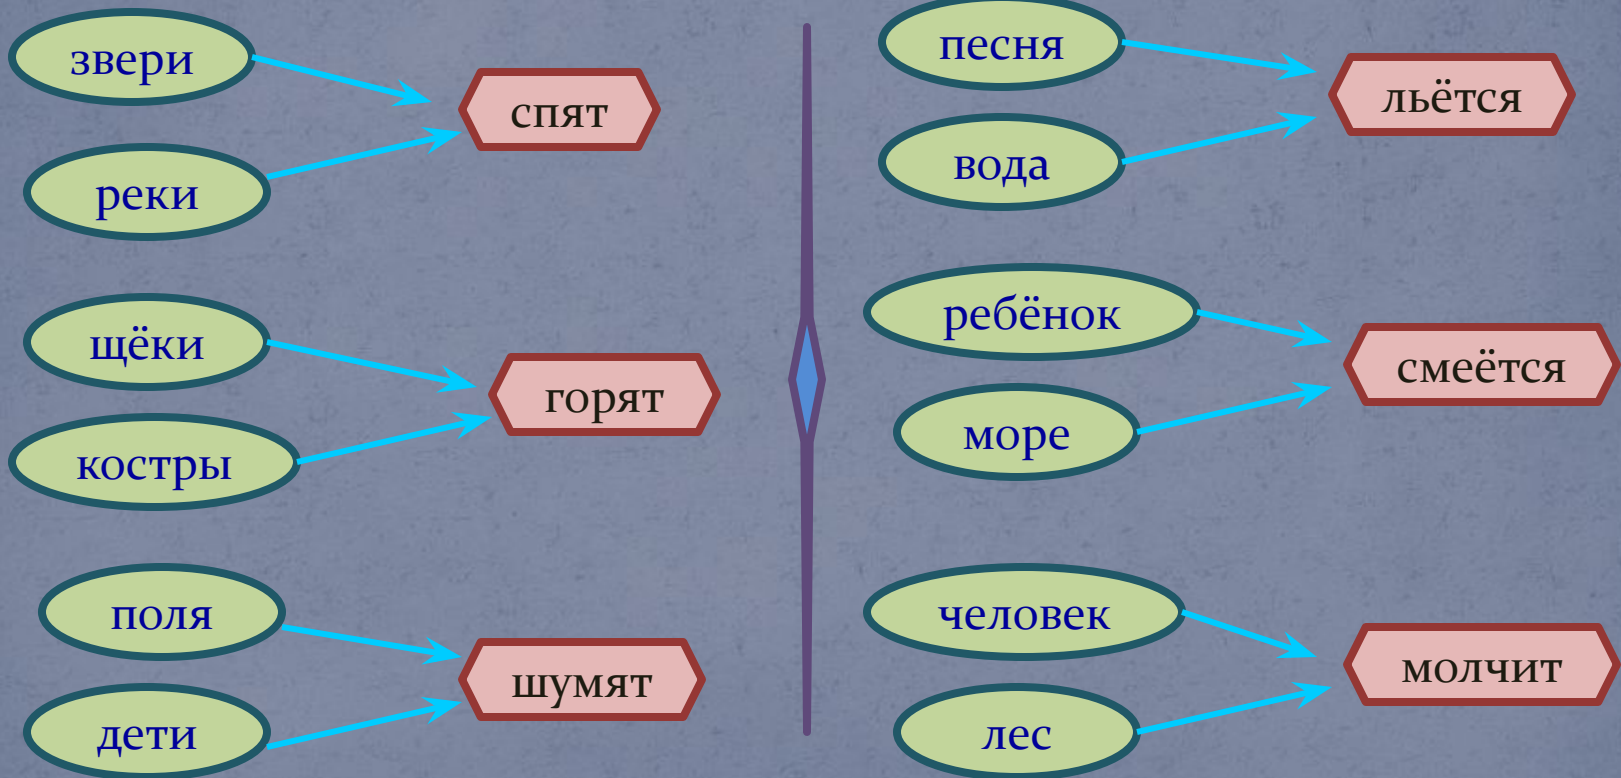 звери
спят
реки
щёки
горят
костры
поля
шумят
дети
песня
льётся
вода
ребёнок
смеётся
море
человек
молчит
лес